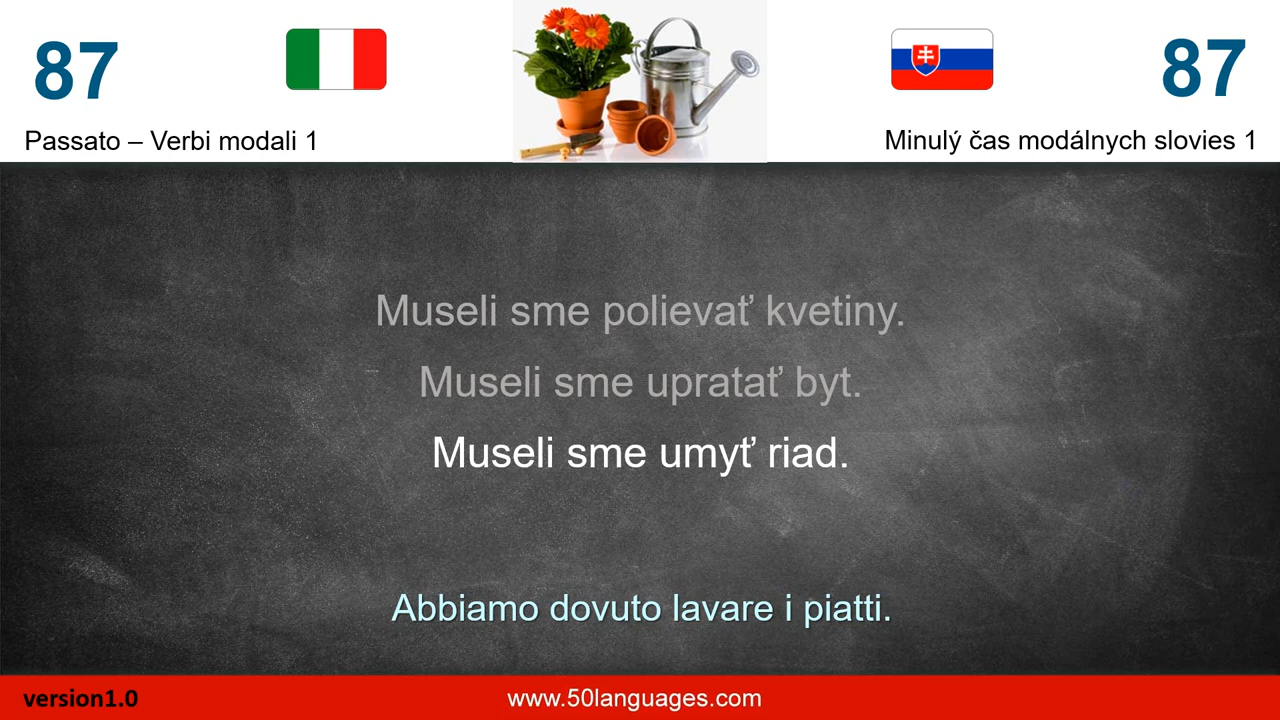 87
87
Passato – Verbi modali 1
Minulý čas modálnych slovies 1
Museli sme polievať kvetiny.
Museli sme upratať byt.
Museli sme umyť riad.
Abbiamo dovuto lavare i piatti.
version1.0
www.50languages.com